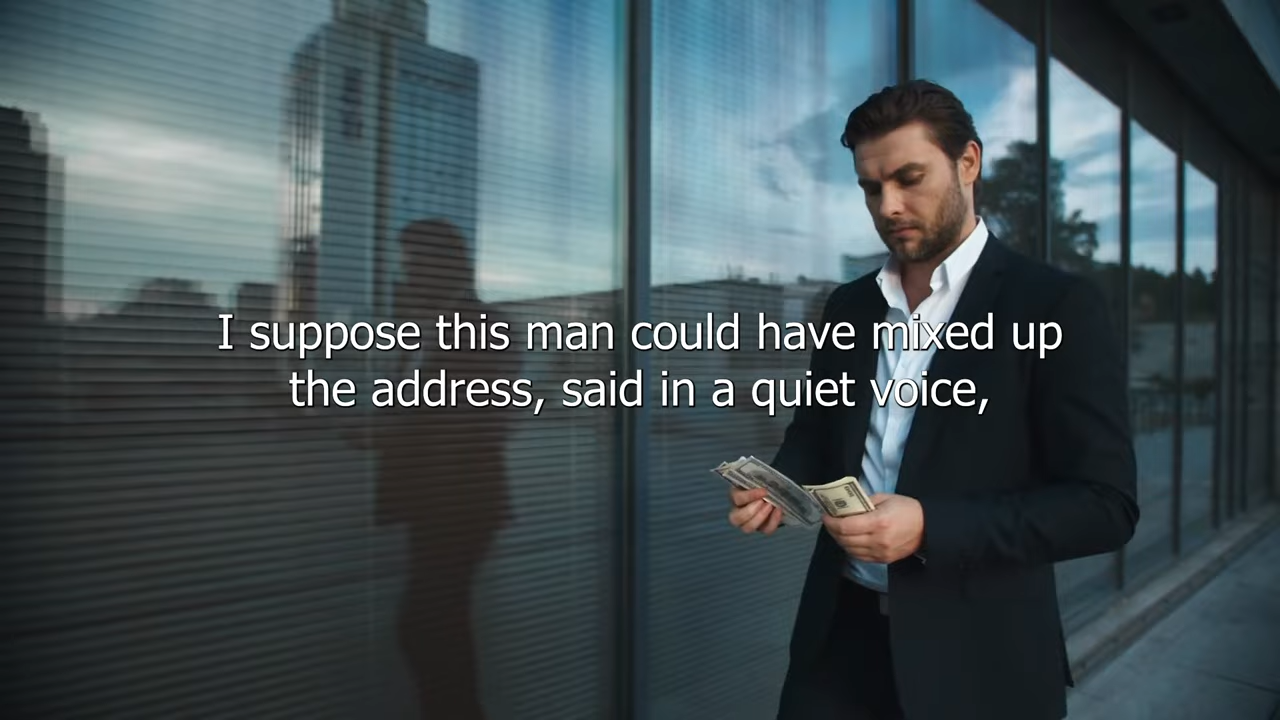 I suppose this man could have mixed up
the address, said in a quiet voice,